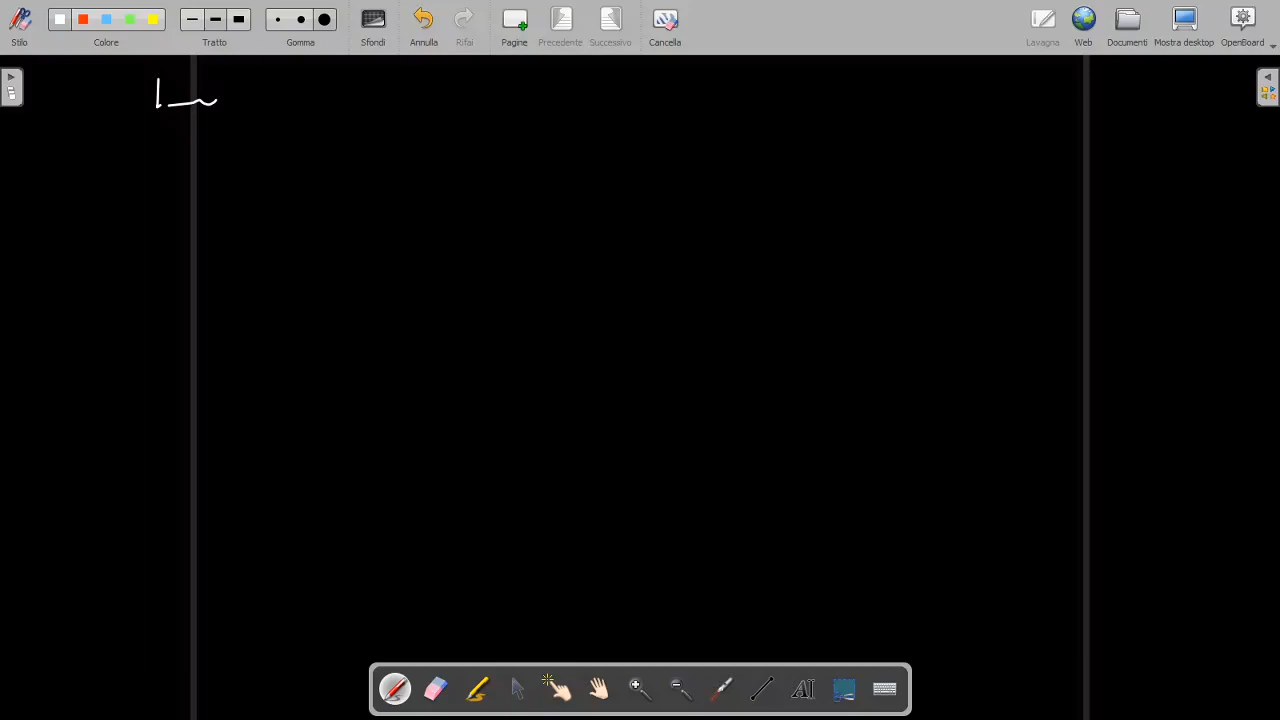 Stilo Colore Tratto Gomma Sfondi Annulla Rifai Pagine Precedente Successivo Cancella Lavagna Web Documenti Mostra desktop OpenBoard